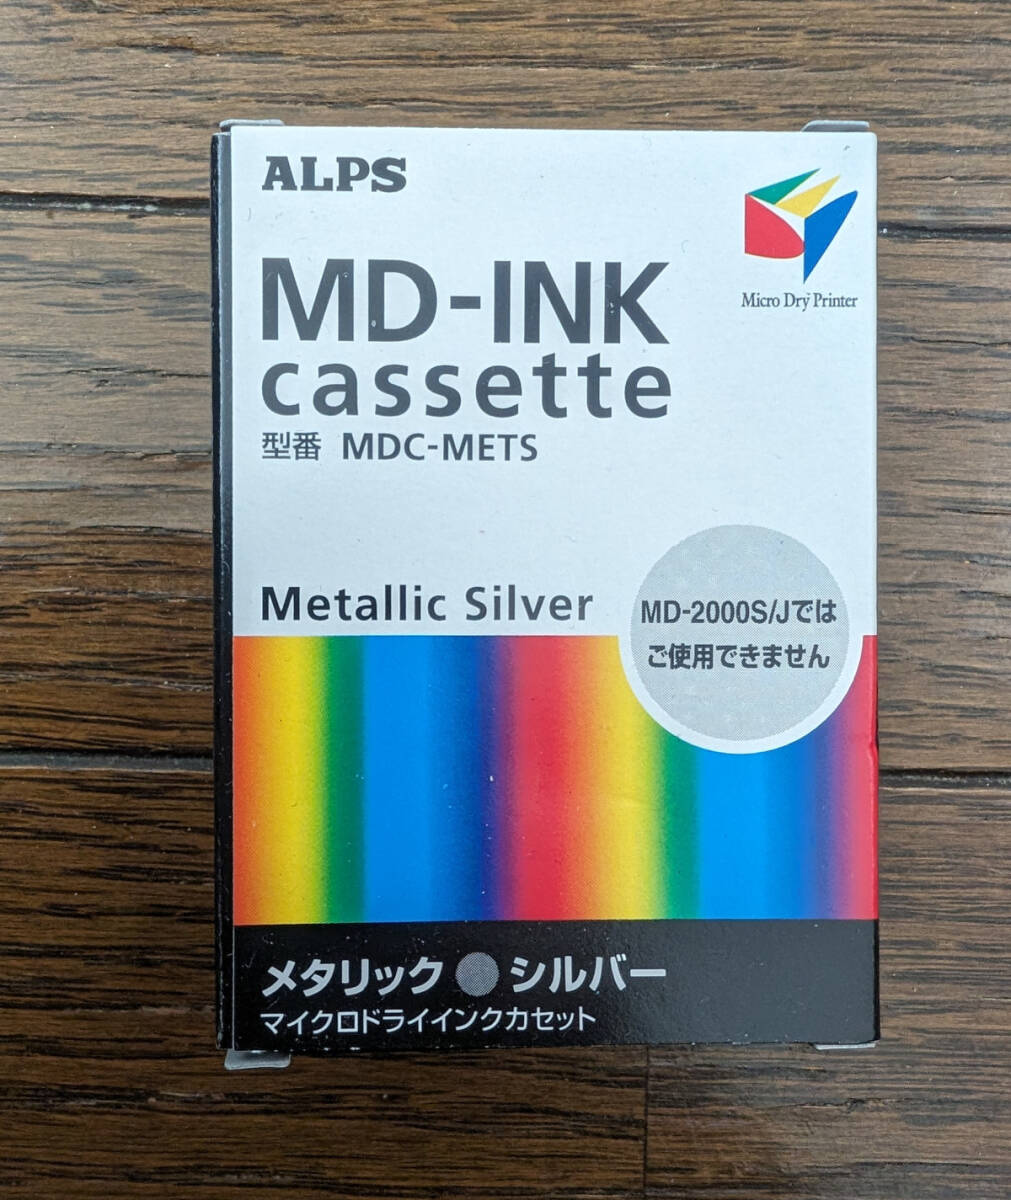 ALPS
Micro Dry Printer
MD-INK
cassette
型番 MDC-METS
Metallic Silver
MD-2000S/Jでは
ご使用できません
メタリック シルバー
マイクロドライインクカセット